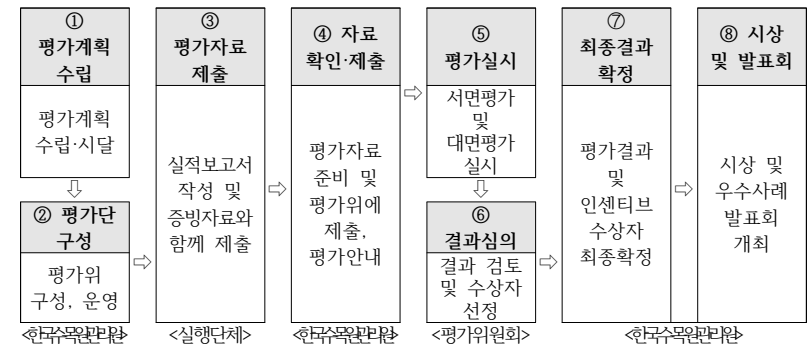 ①
평가계획
수립
평가계획
수립·시달
⇩
② 평가단
구성
평가위
구성, 운영
<한국수목원관리원>
⇨
③
평가자료
제출
실적보고서
작성 및
증빙자료와
함께 제출
<실행단체>
⇨
④ 자료
확인·제출
평가자료
준비 및
평가위에
제출,
평가안내
<한국수목원관리원>
⇨
⑤
평가실시
서면평가
및
대면평가
실시
⇩
⑥
결과심의
결과 검토
및 수상자
선정
<평가위원회>
⇨
⑦
최종결과
확정
평가결과
및
인센티브
수상자
최종확정
⇨
⑧ 시상
및 발표회
시상 및
우수사례
발표회
개최
<한국수목원관리원>